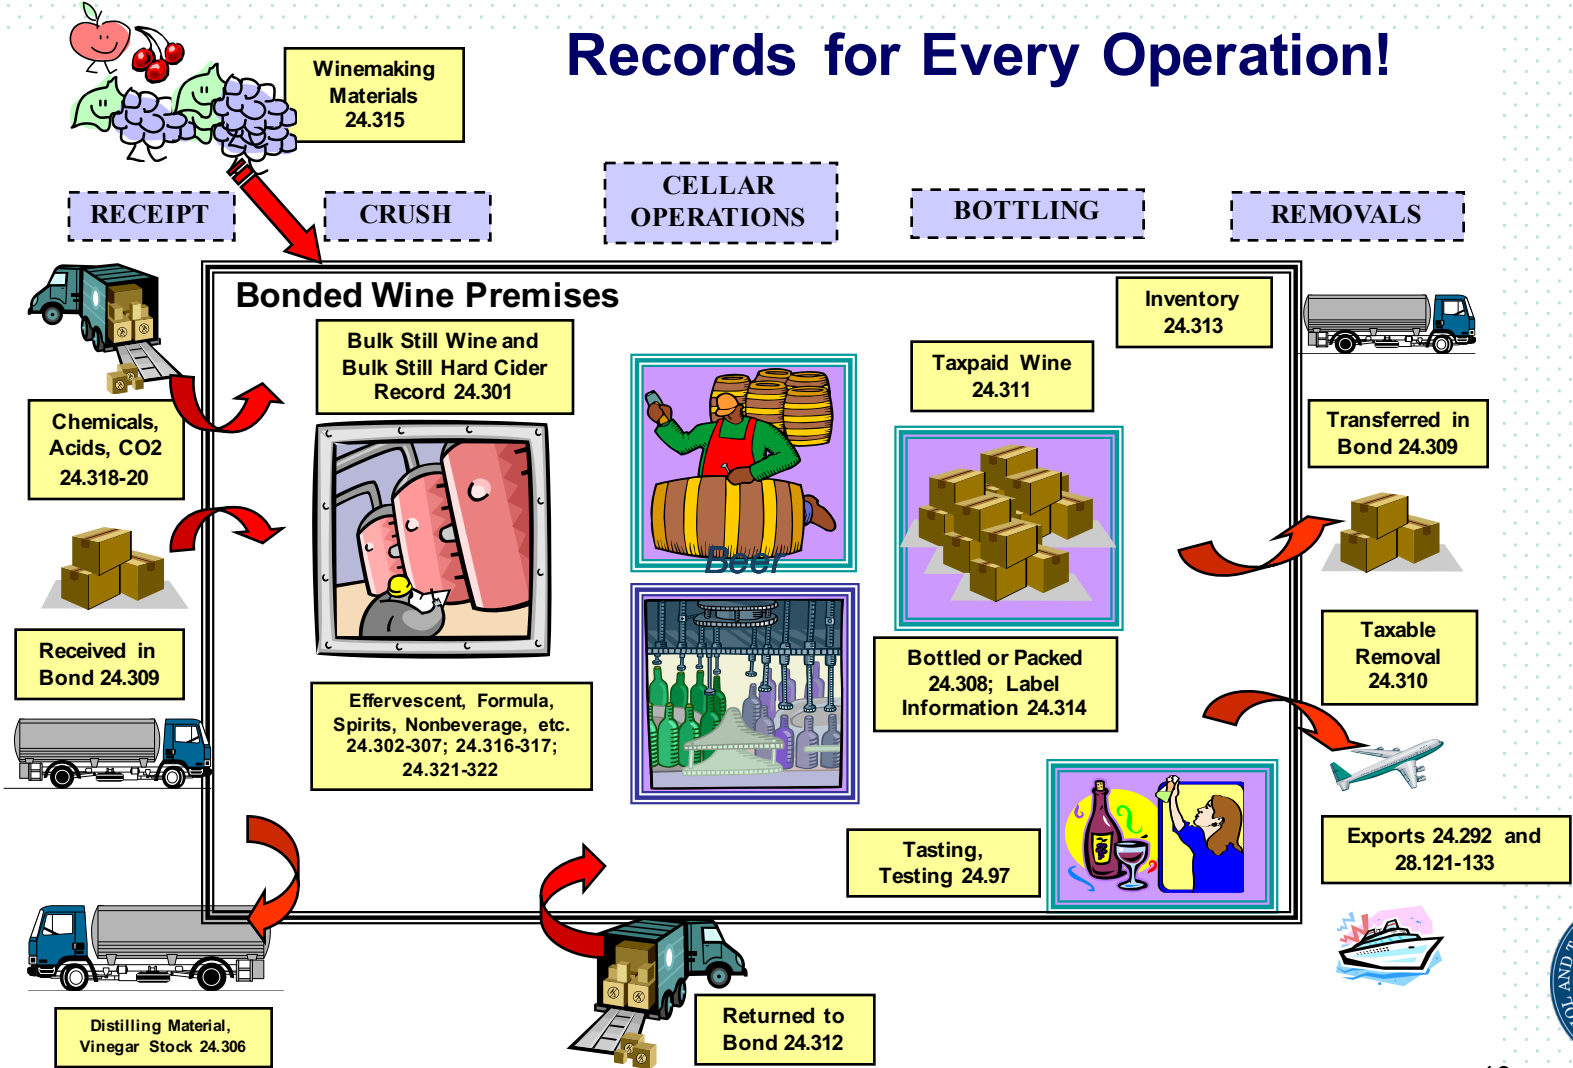 Records for Every Operation!
Winemaking
Materials
24.315
RECEIPT
CRUSH
CELLAR
OPERATIONS
BOTTLING
REMOVALS
Bonded Wine Premises
Inventory
24.313
Bulk Still Wine and
Bulk Still Hard Cider
Record 24.301
Taxpaid Wine
24.311
Chemicals,
Acids, CO2
24.318-20
Transferred in
Bond 24.309
Beer
Received in
Bond 24.309
Effervescent, Formula,
Spirits, Nonbeverage, etc.
24.302-307; 24.316-317;
24.321-322
Bottled or Packed
24.308; Label
Information 24.314
Taxable
Removal
24.310
Tasting,
Testing 24.97
Exports 24.292 and
28.121-133
Distilling Material,
Vinegar Stock 24.306
Returned to
Bond 24.312